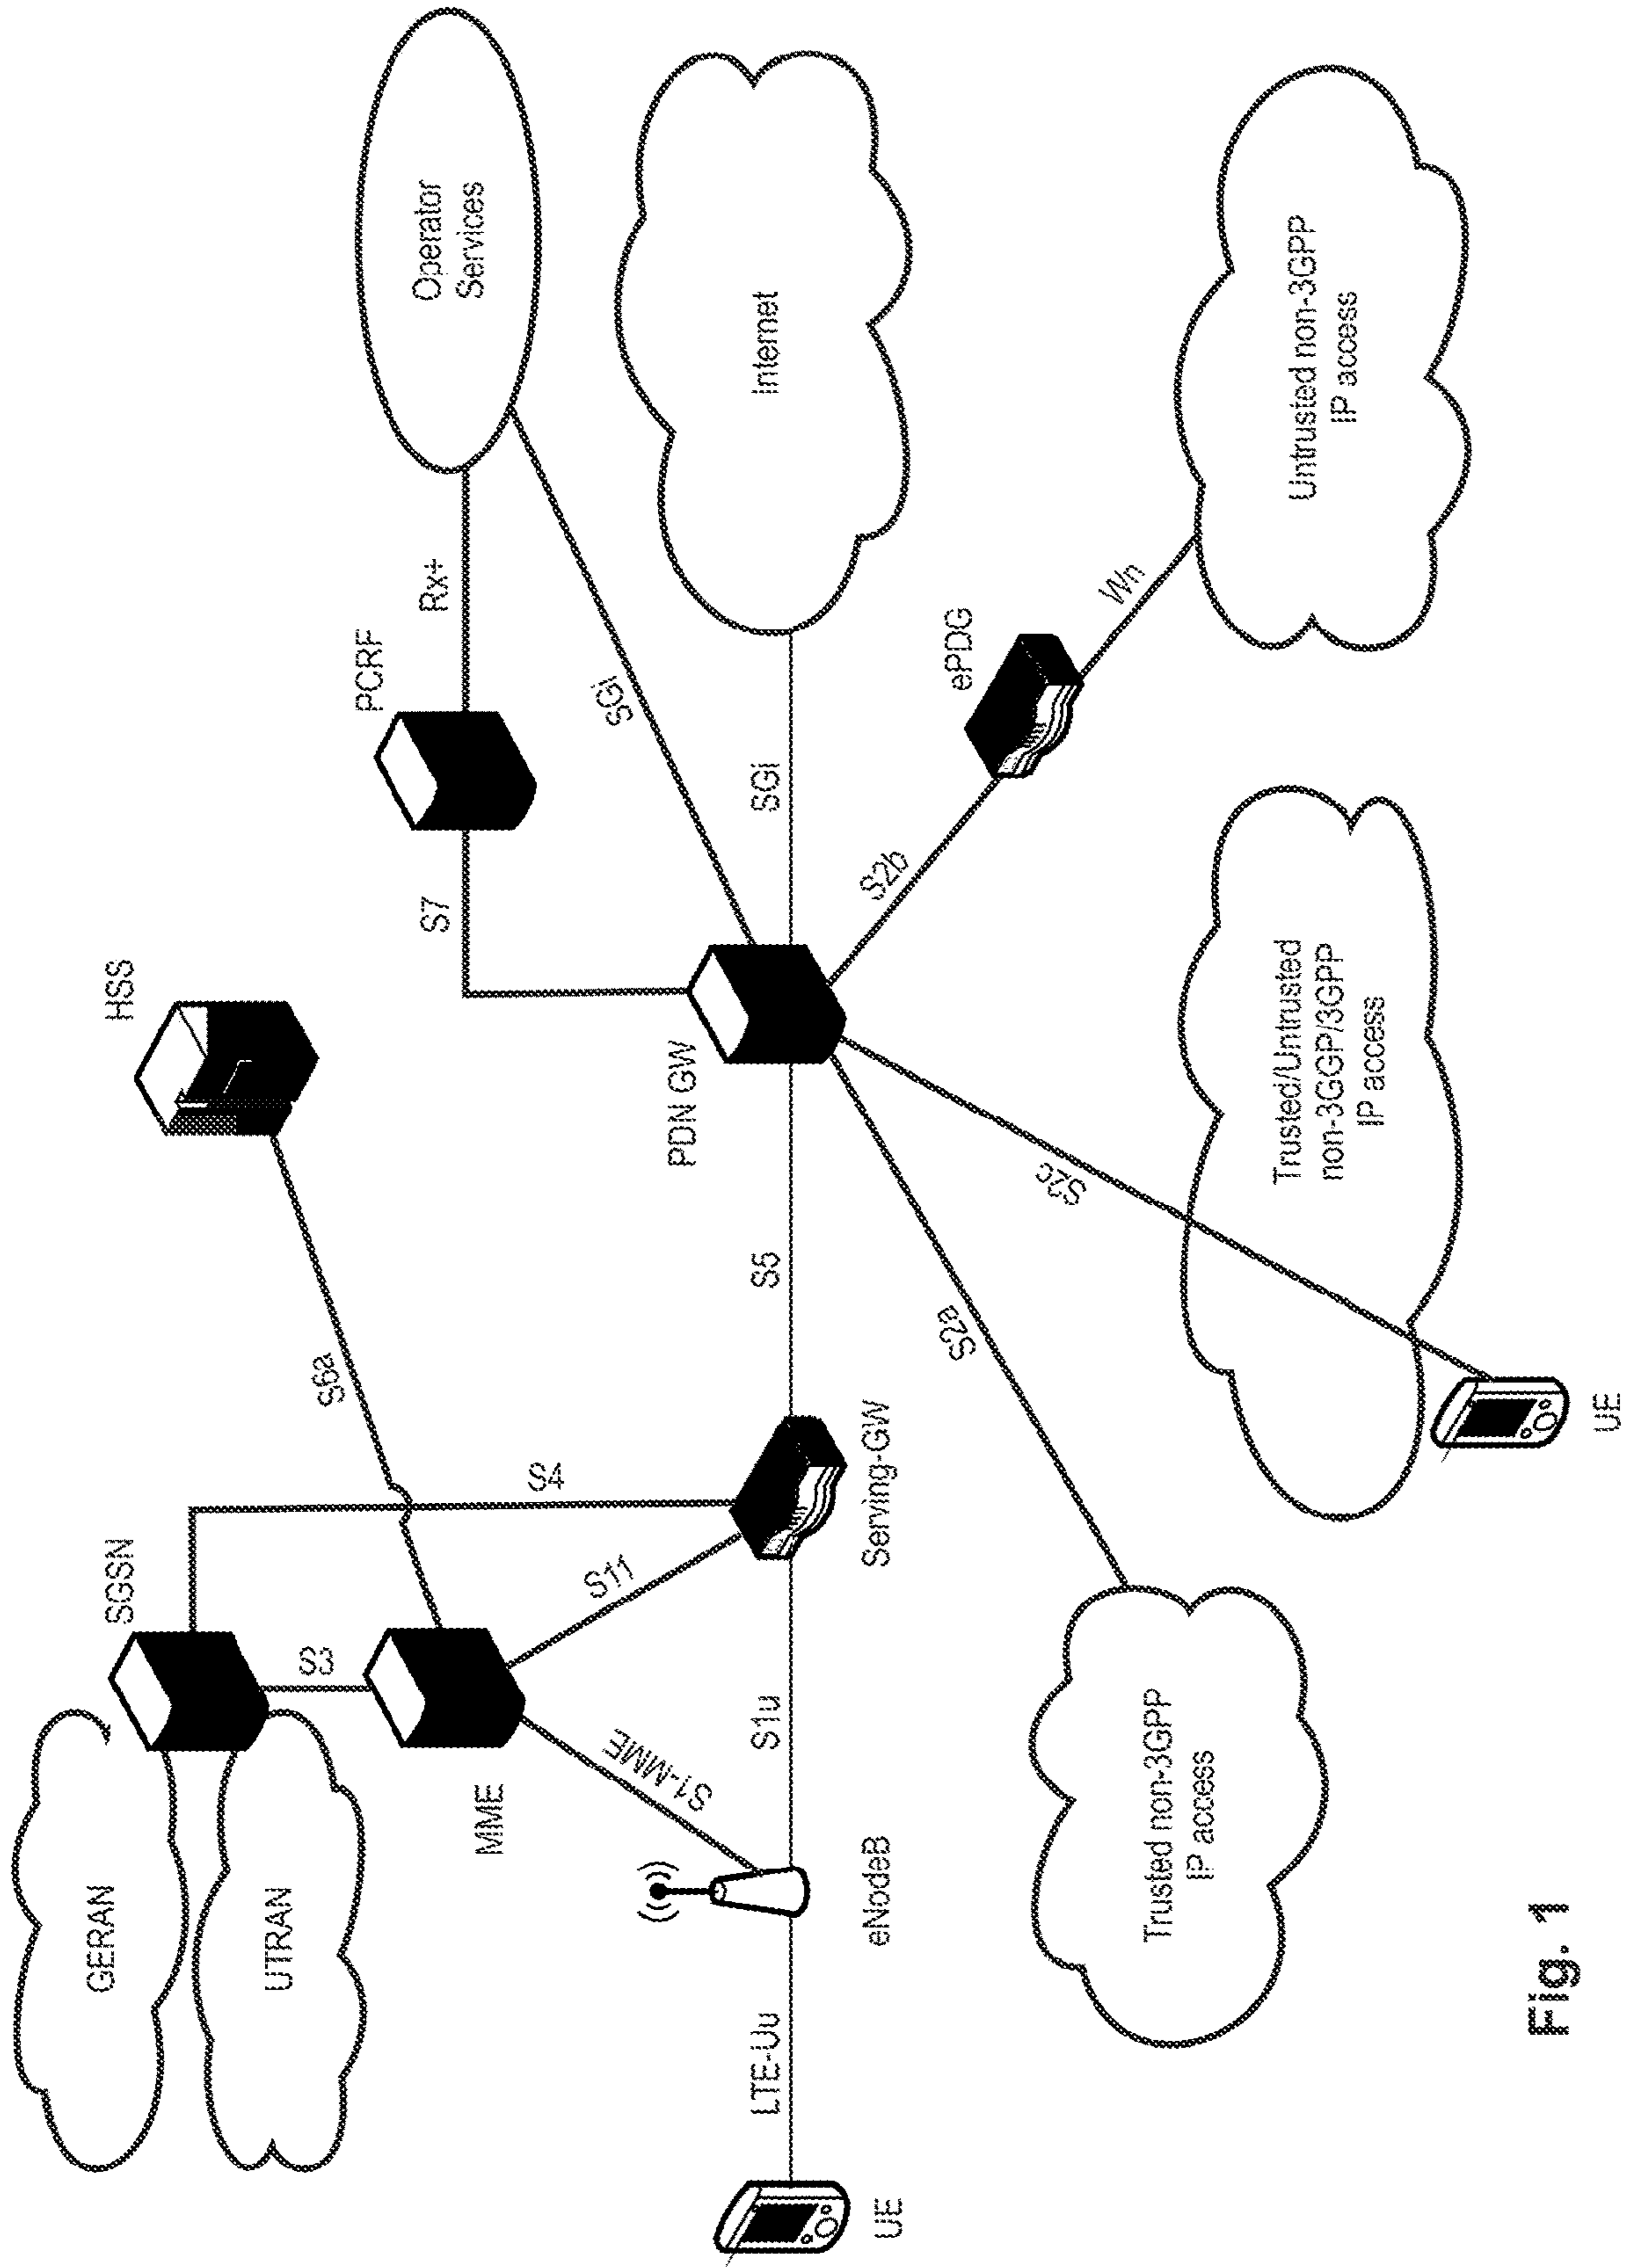 GERAN
UTRAN
SGSN
HSS
S3
S6a
PCRF
Rx+
S7
Operator
Services
MME
S4
S11
SGi
S1-MME
LTE-Uu
S1u
S5
SGi
Internet
PDN GW
UE
eNodeB
Serving-GW
S2b
ePDG
S2a
S2c
Wn
Trusted non-3GPP
IP access
Trusted/Untrusted
non-3GGP/3GPP
IP access
Untrusted non-3GPP
IP access
UE
Fig. 1